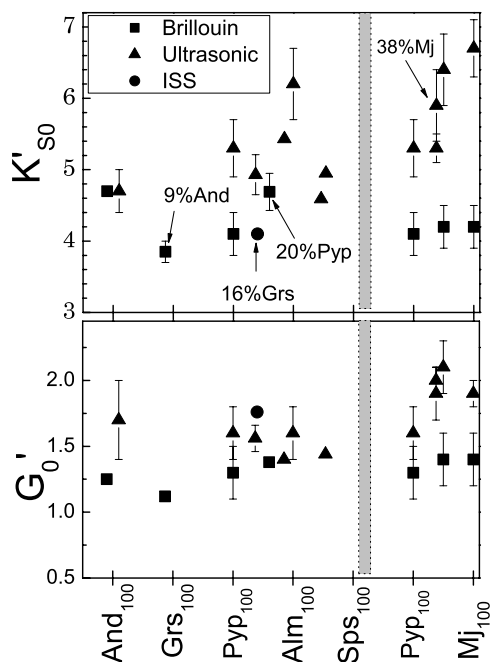 7
6
5
4
3
K'S0
Brillouin
Ultrasonic
ISS
38%Mj
9%And
20%Pyp
16%Grs
2.0
1.5
1.0
0.5
G0'
And100
Grs100
Pyp100
Alm100
Sps100
Pyp100
Mj100